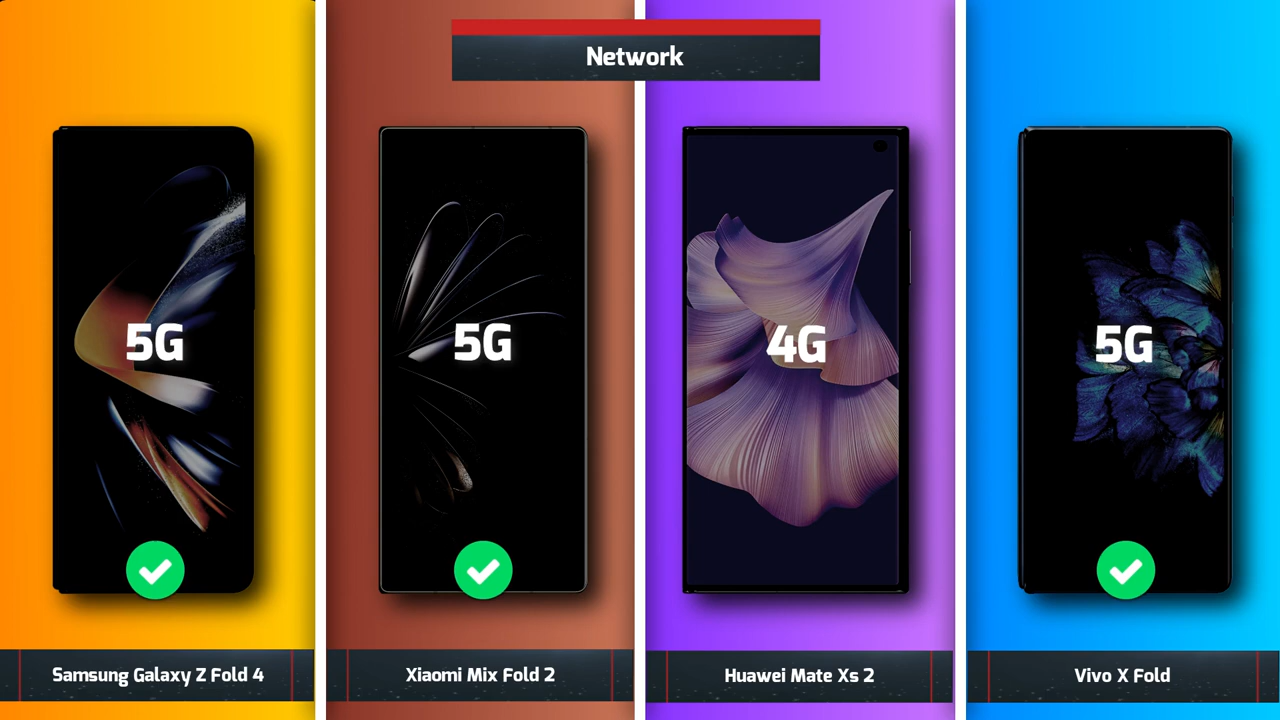 Network
5G
5G
4G
5G
Samsung Galaxy Z Fold 4
Xiaomi Mix Fold 2
Huawei Mate Xs 2
Vivo X Fold